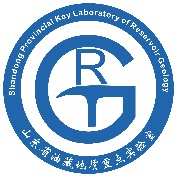 Shandong Provincial Key Laboratory of Reservoir Geology
R
G
山东省油藏地质重点实验室